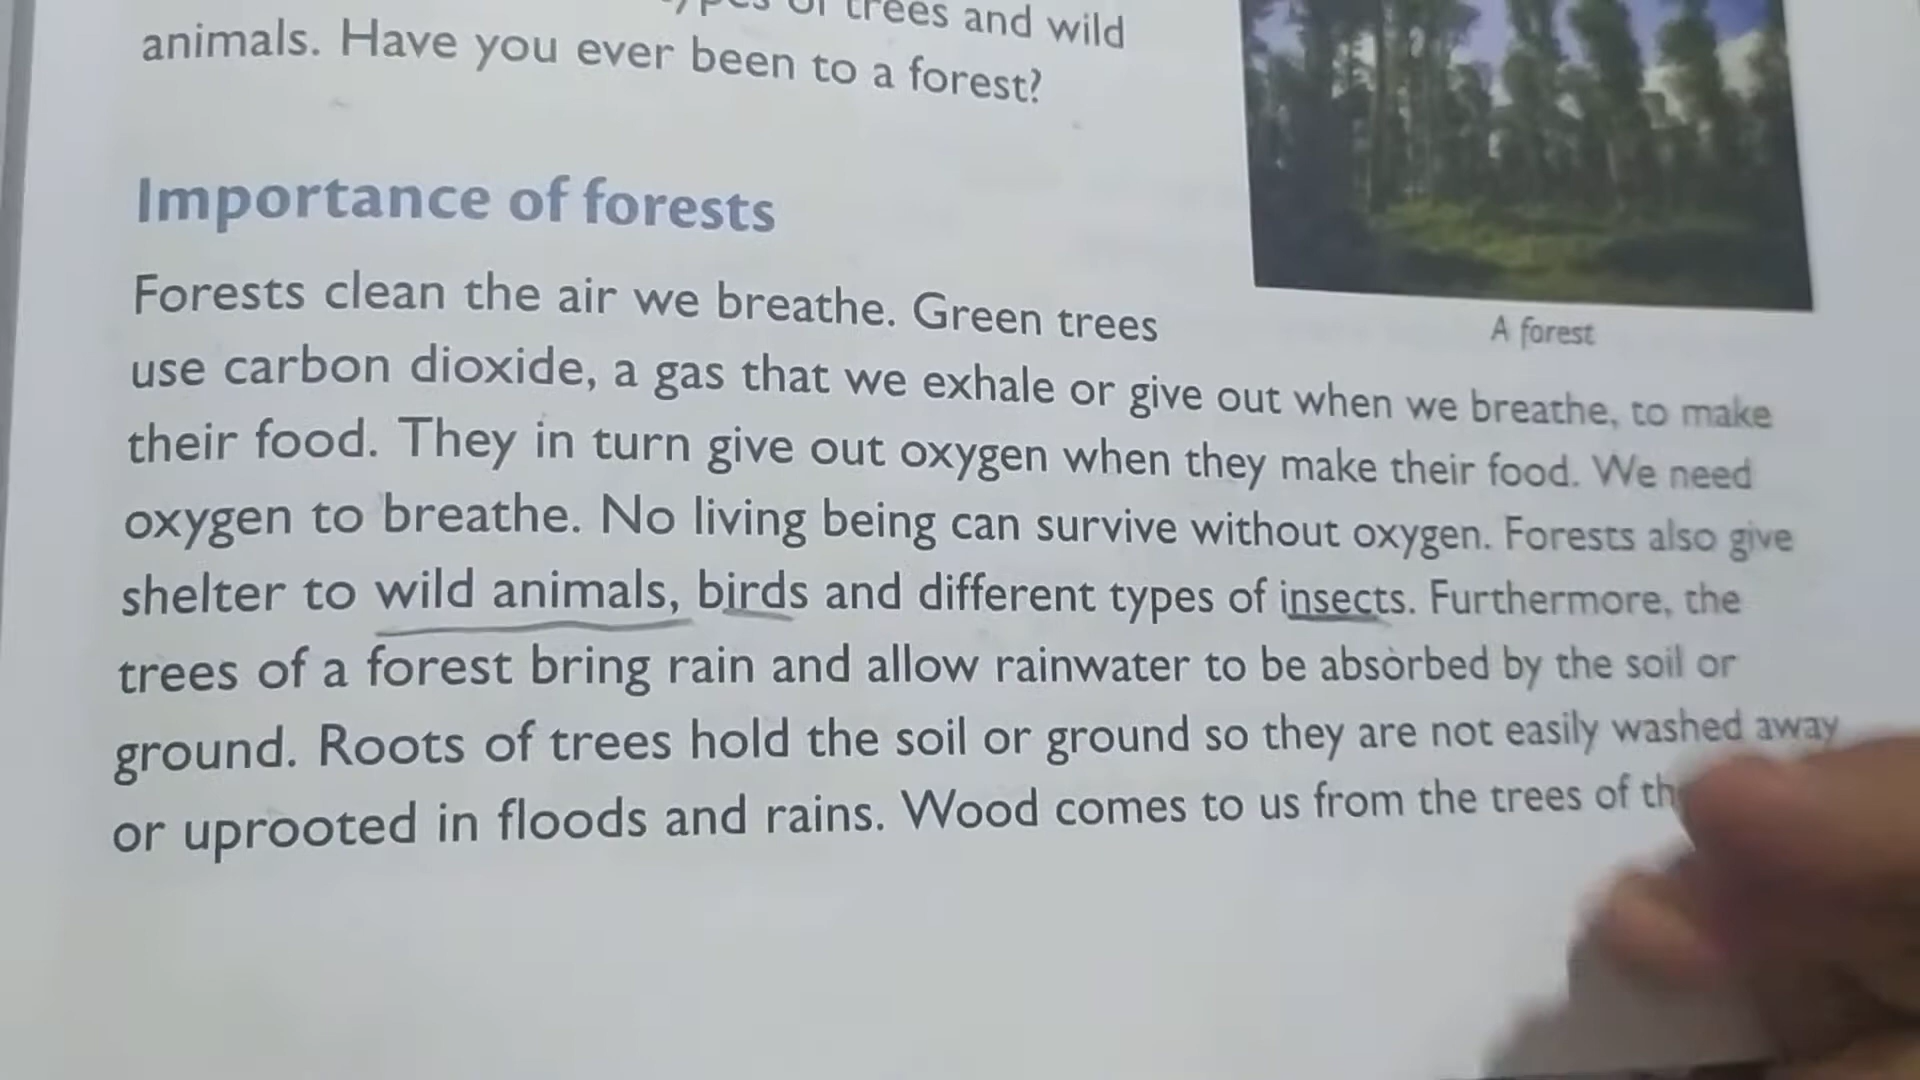 of trees and wild
animals. Have you ever been to a forest?
Importance of forests
Forests clean the air we breathe. Green trees
A forest
use carbon dioxide, a gas that we exhale or give out when we breathe, to make
their food. They in turn give out oxygen when they make their food. We need
oxygen to breathe. No living being can survive without oxygen. Forests also give
shelter to wild animals, birds and different types of insects. Furthermore, the
trees of a forest bring rain and allow rainwater to be absorbed by the soil or
ground. Roots of trees hold the soil or ground so they are not easily washed away
or uprooted in floods and rains. Wood comes to us from the trees of